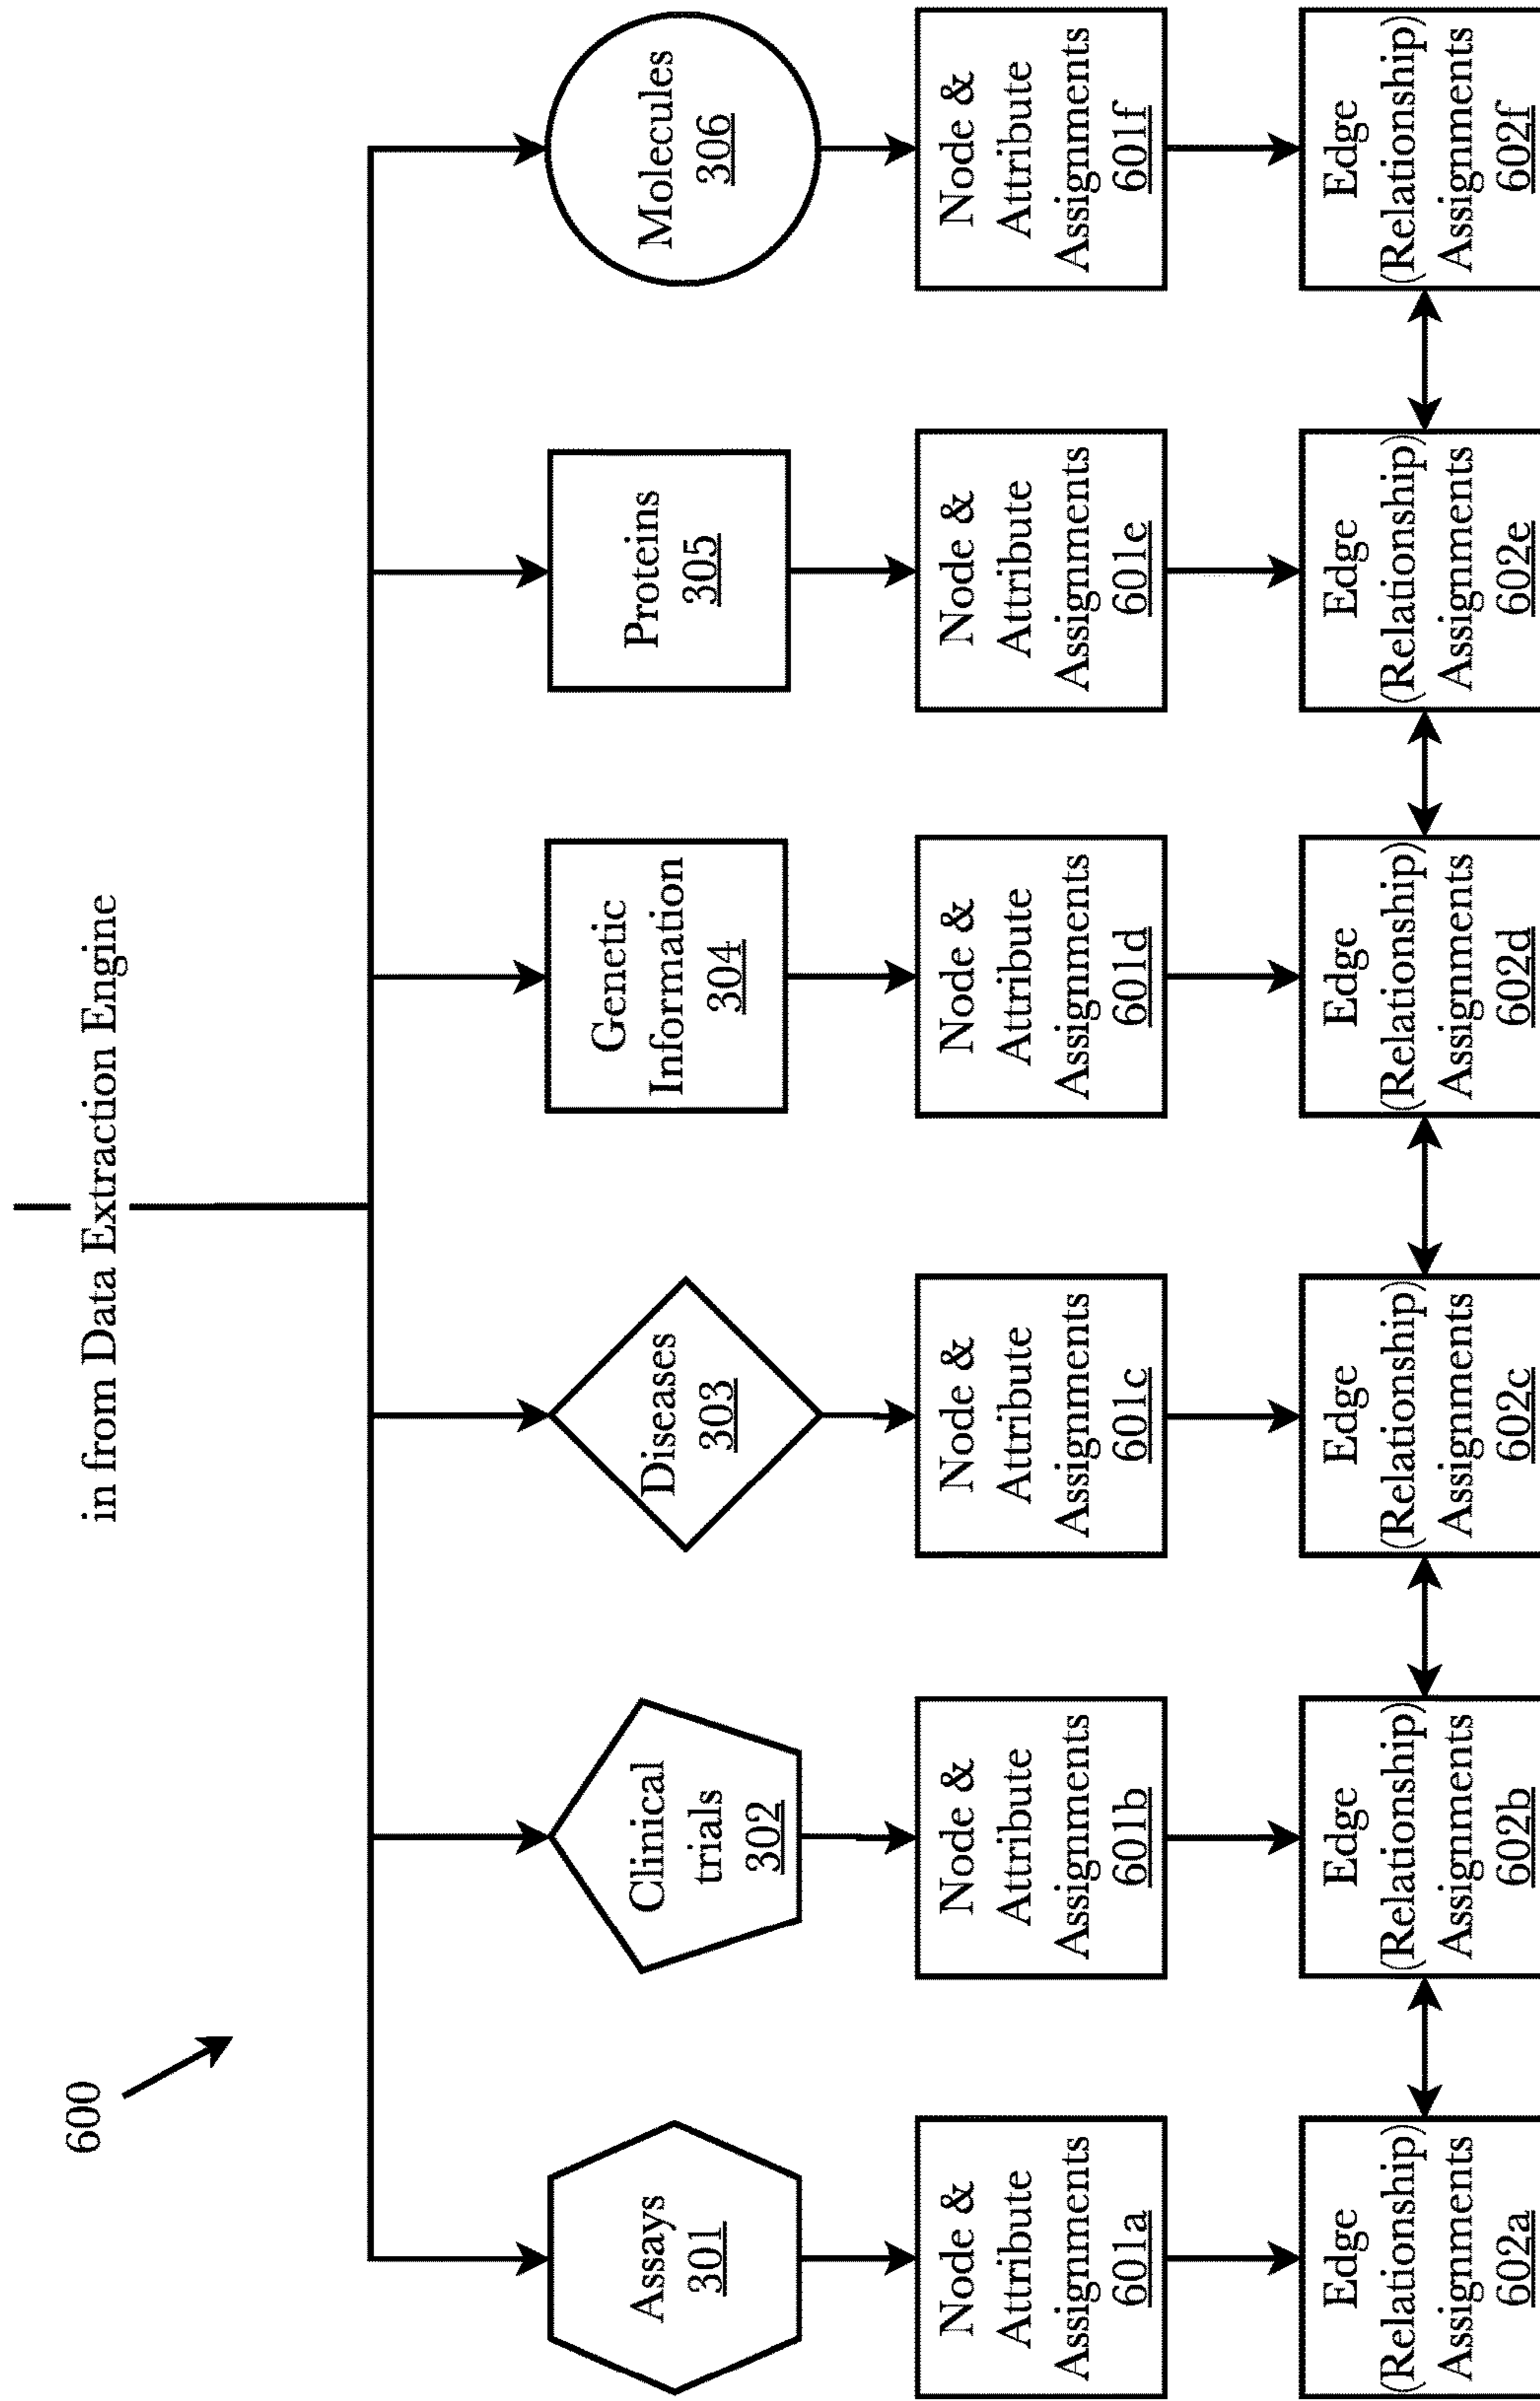 600
in from Data Extraction Engine
Assays
301
Clinical
trials
302
Diseases
303
Genetic
Information
304
Proteins
305
Molecules
306
Node &
Attribute
Assignments
601a
Node &
Attribute
Assignments
601b
Node &
Attribute
Assignments
601c
Node &
Attribute
Assignments
601d
Node &
Attribute
Assignments
601e
Node &
Attribute
Assignments
601f
Edge
(Relationship)
Assignments
602a
Edge
(Relationship)
Assignments
602b
Edge
(Relationship)
Assignments
602c
Edge
(Relationship)
Assignments
602d
Edge
(Relationship)
Assignments
602e
Edge
(Relationship)
Assignments
602f